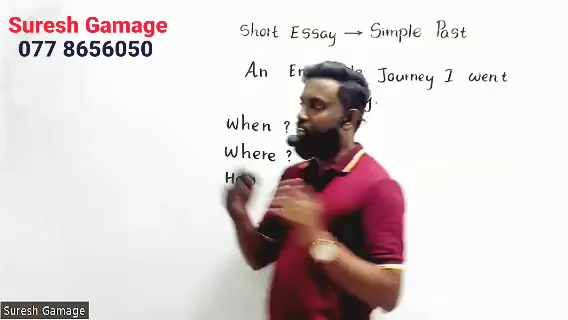 Suresh Gamage
077 8656050
Short Essay → Simple Past
An Journey I went
When ?
Where ?
Suresh Gamage